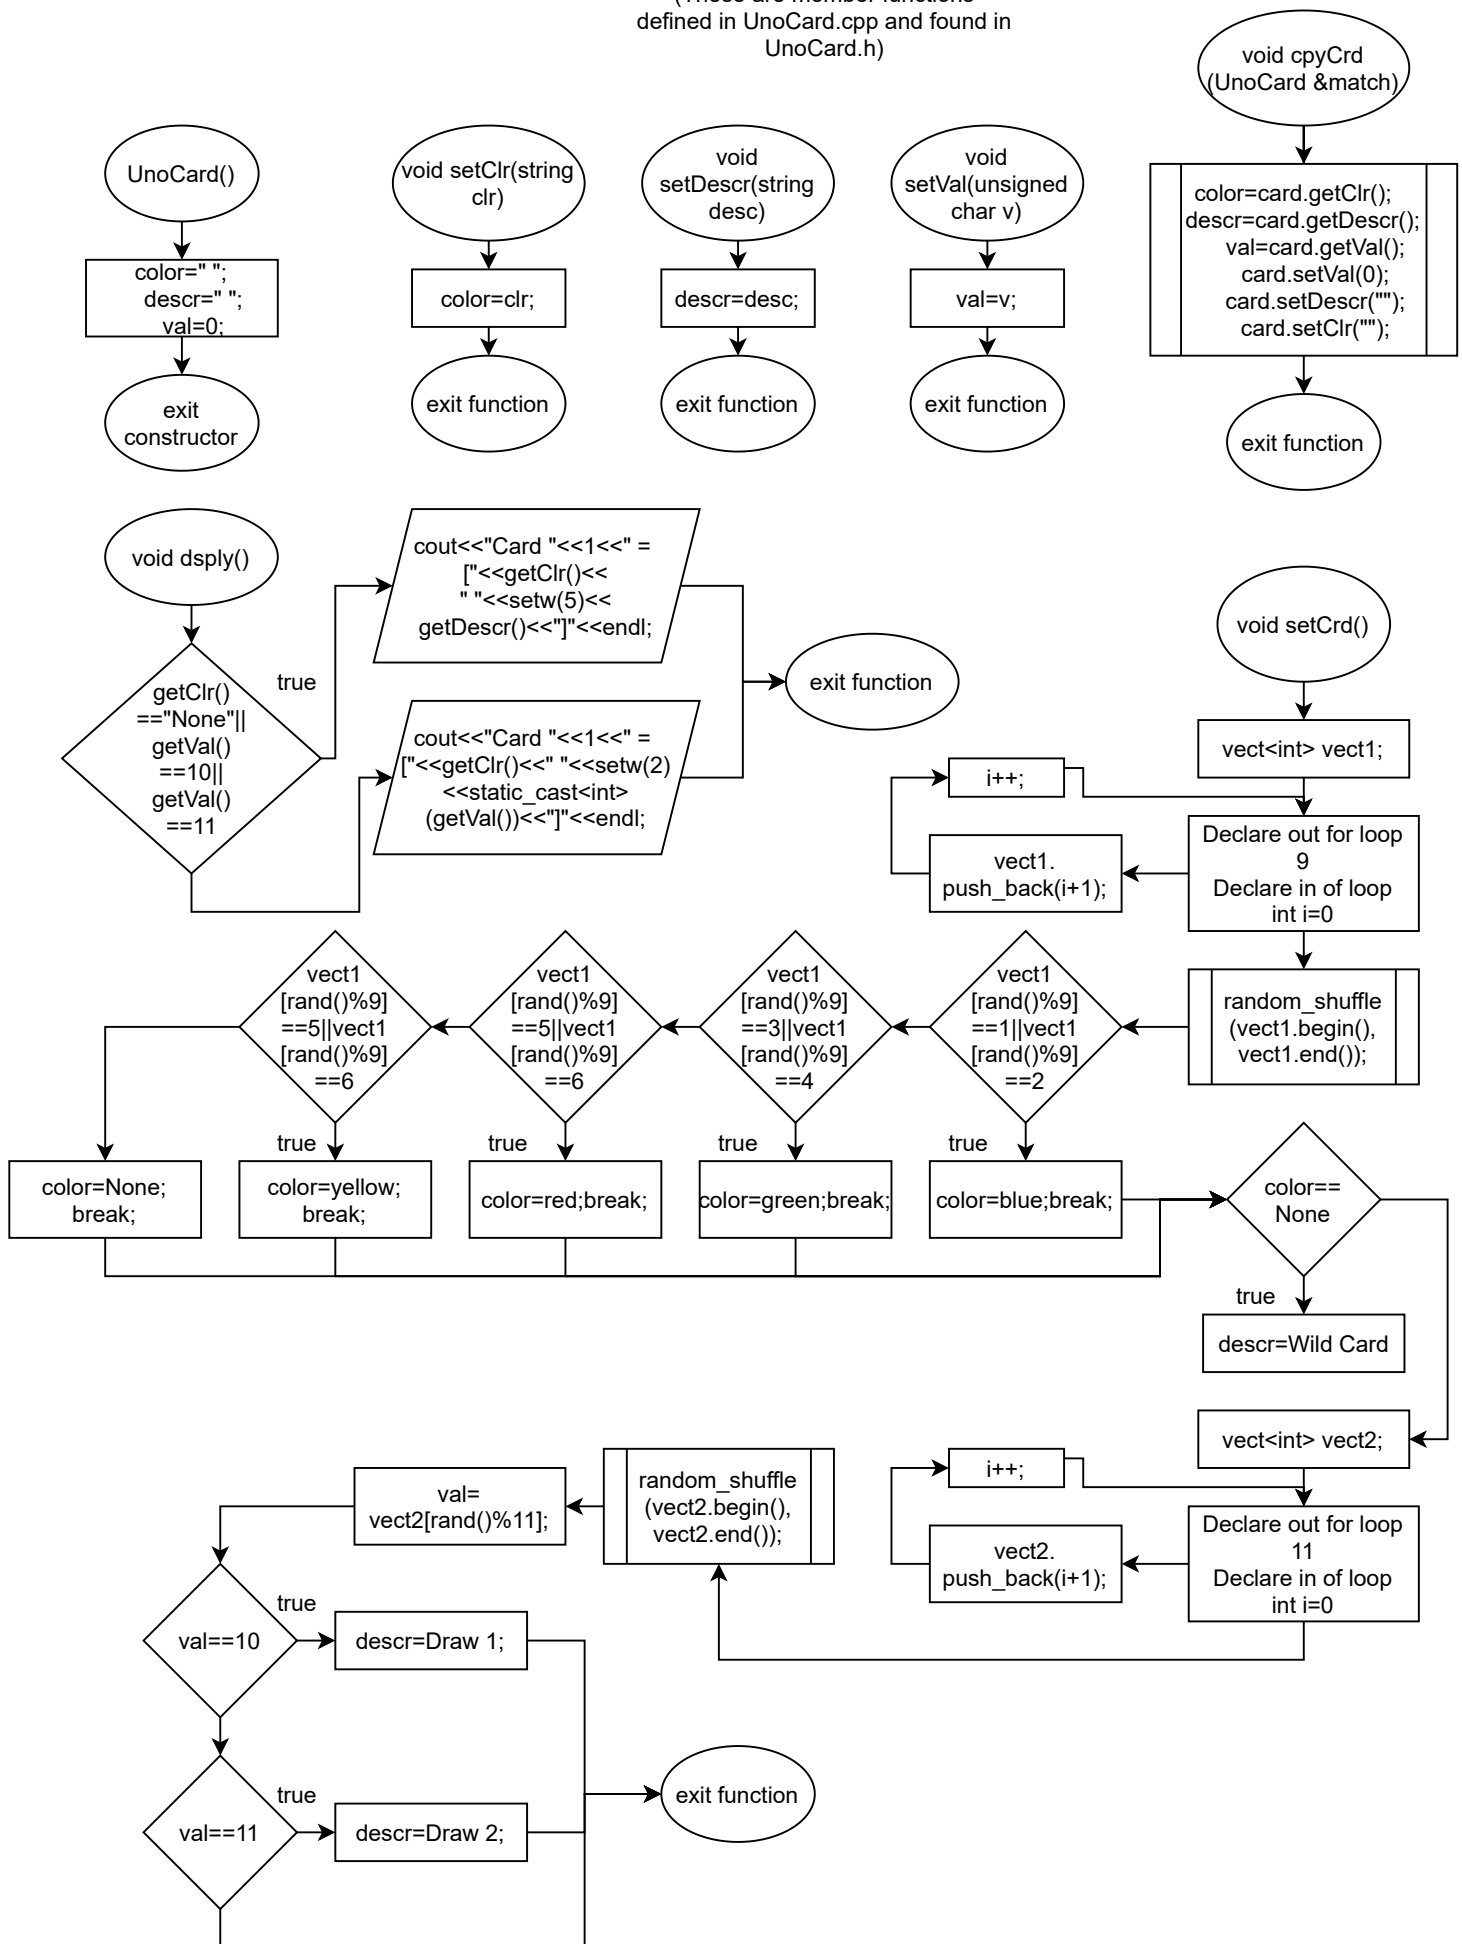 (These are member functions
defined in UnoCard.cpp and found in
UnoCard.h)
void cpyCrd
(UnoCard &match)
color=card.getClr();
descr=card.getDescr();
val=card.getVal();
card.setVal(0);
card.setDescr("");
card.setClr("");
exit function
UnoCard()
color=" ";
descr=" ";
val=0;
exit
constructor
void setClr(string
clr)
color=clr;
exit function
void
setDescr(string
desc)
descr=desc;
exit function
void
setVal(unsigned
char v)
val=v;
exit function
void dsply()
getClr()
=="None"||
getVal()
==10||
getVal()
==11
true
cout<<"Card "<<1<<" =
["<<getClr()<<
" "<<setw(5)<<
getDescr()<<"]"<<endl;
cout<<"Card "<<1<<" =
["<<getClr()<<" "<<setw(2)
<<static_cast<int>
(getVal())<<"]"<<endl;
exit function
void setCrd()
vect<int> vect1;
i++;
vect1.
push_back(i+1);
Declare out for loop
9
Declare in of loop
int i=0
random_shuffle
(vect1.begin(),
vect1.end());
vect1
[rand()%9]
==1||vect1
[rand()%9]
==2
vect1
[rand()%9]
==3||vect1
[rand()%9]
==4
vect1
[rand()%9]
==5||vect1
[rand()%9]
==6
vect1
[rand()%9]
==5||vect1
[rand()%9]
==6
true
true
true
true
color=blue;break;
color=green;break;
color=red;break;
color=yellow;
break;
color=None;
break;
color==
None
true
descr=Wild Card
vect<int> vect2;
i++;
vect2.
push_back(i+1);
Declare out for loop
11
Declare in of loop
int i=0
random_shuffle
(vect2.begin(),
vect2.end());
val=
vect2[rand()%11];
val==10
true
descr=Draw 1;
val==11
true
descr=Draw 2;
exit function